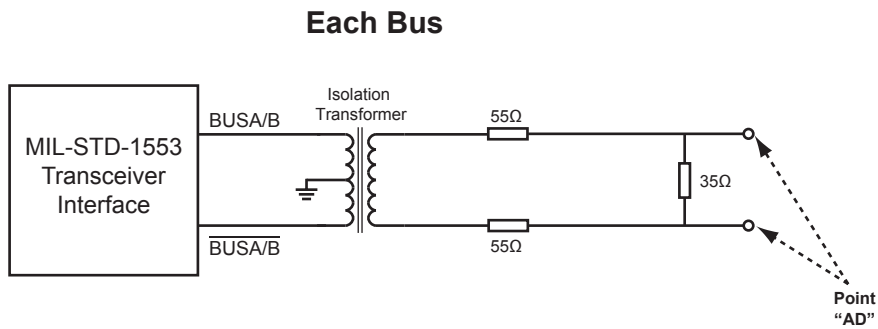 Each Bus
MIL-STD-1553
Transceiver
Interface
BUSA/B
BUSA/B
Isolation
Transformer
55Ω
55Ω
35Ω
Point
“AD”